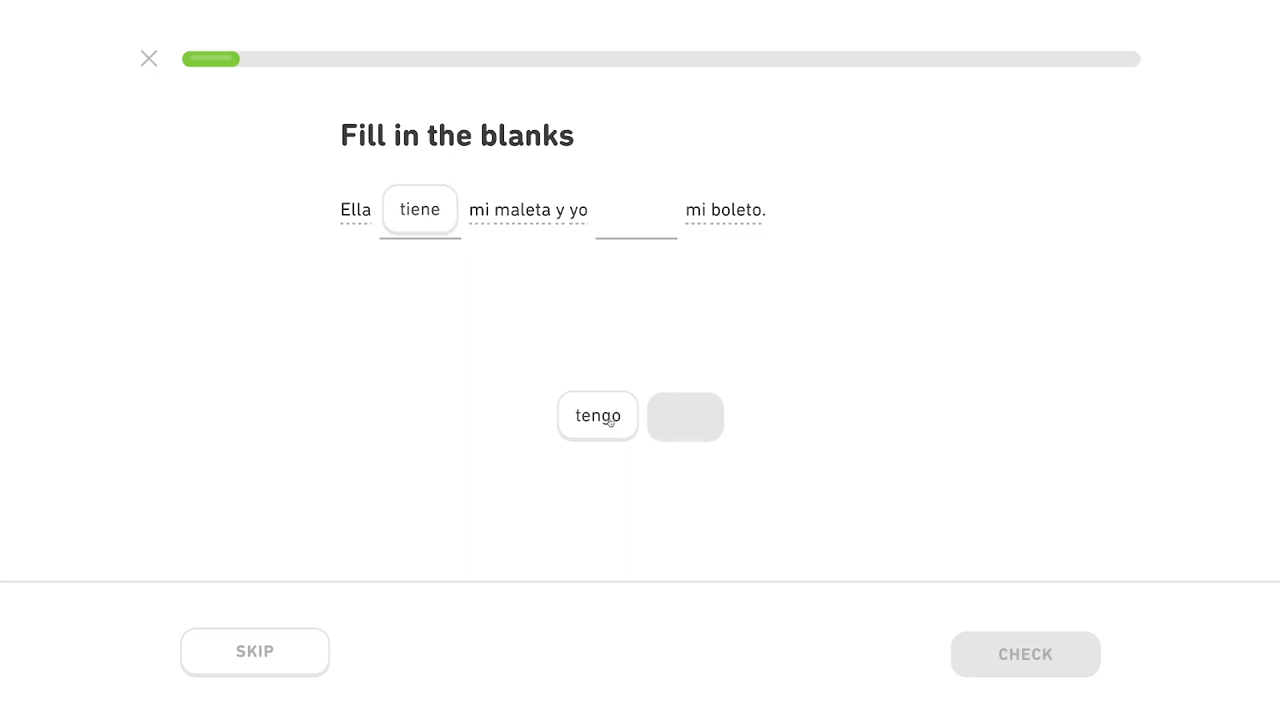 Fill in the blanks
Ella tiene mi maleta y yo mi boleto.
tengo
SKIP
CHECK